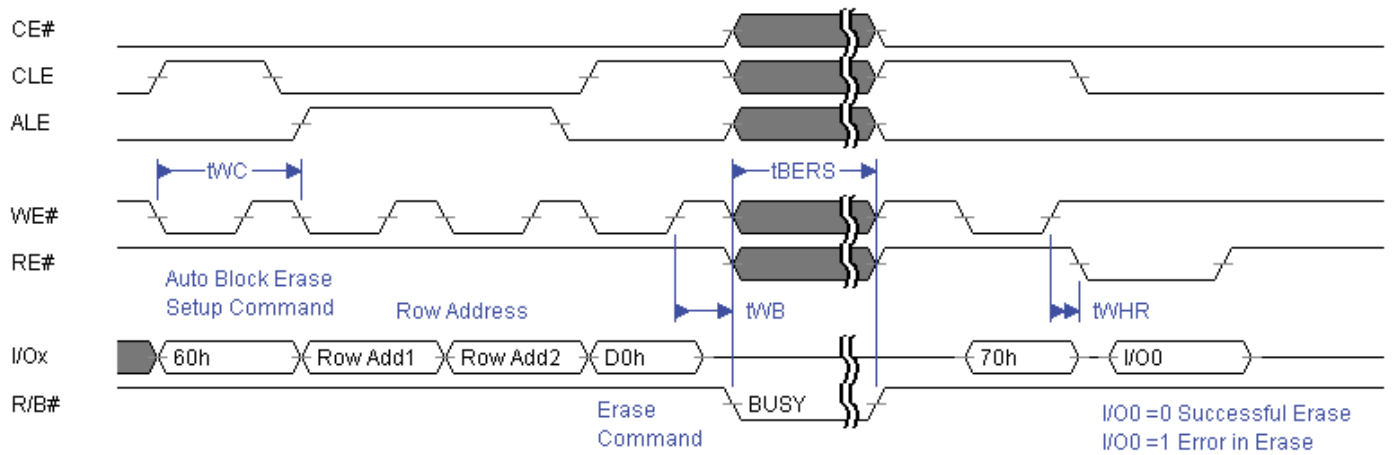 CE#
CLE
ALE
tWC
tBERS
WE#
RE#
Auto Block Erase
Setup Command
Row Address
tWB
tWHR
I/Ox
60h
Row Add1
Row Add2
D0h
70h
I/O0
R/B#
BUSY
Erase
Command
I/O0 =0 Successful Erase
I/O0 =1 Error in Erase